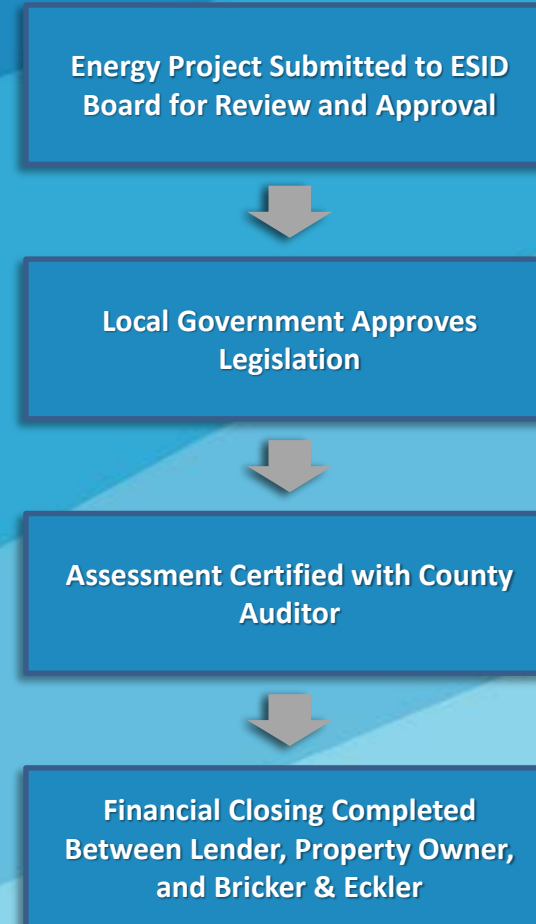 Energy Project Submitted to ESID
Board for Review and Approval
Local Government Approves
Legislation
Assessment Certified with County
Auditor
Financial Closing Completed
Between Lender, Property Owner,
and Bricker & Eckler